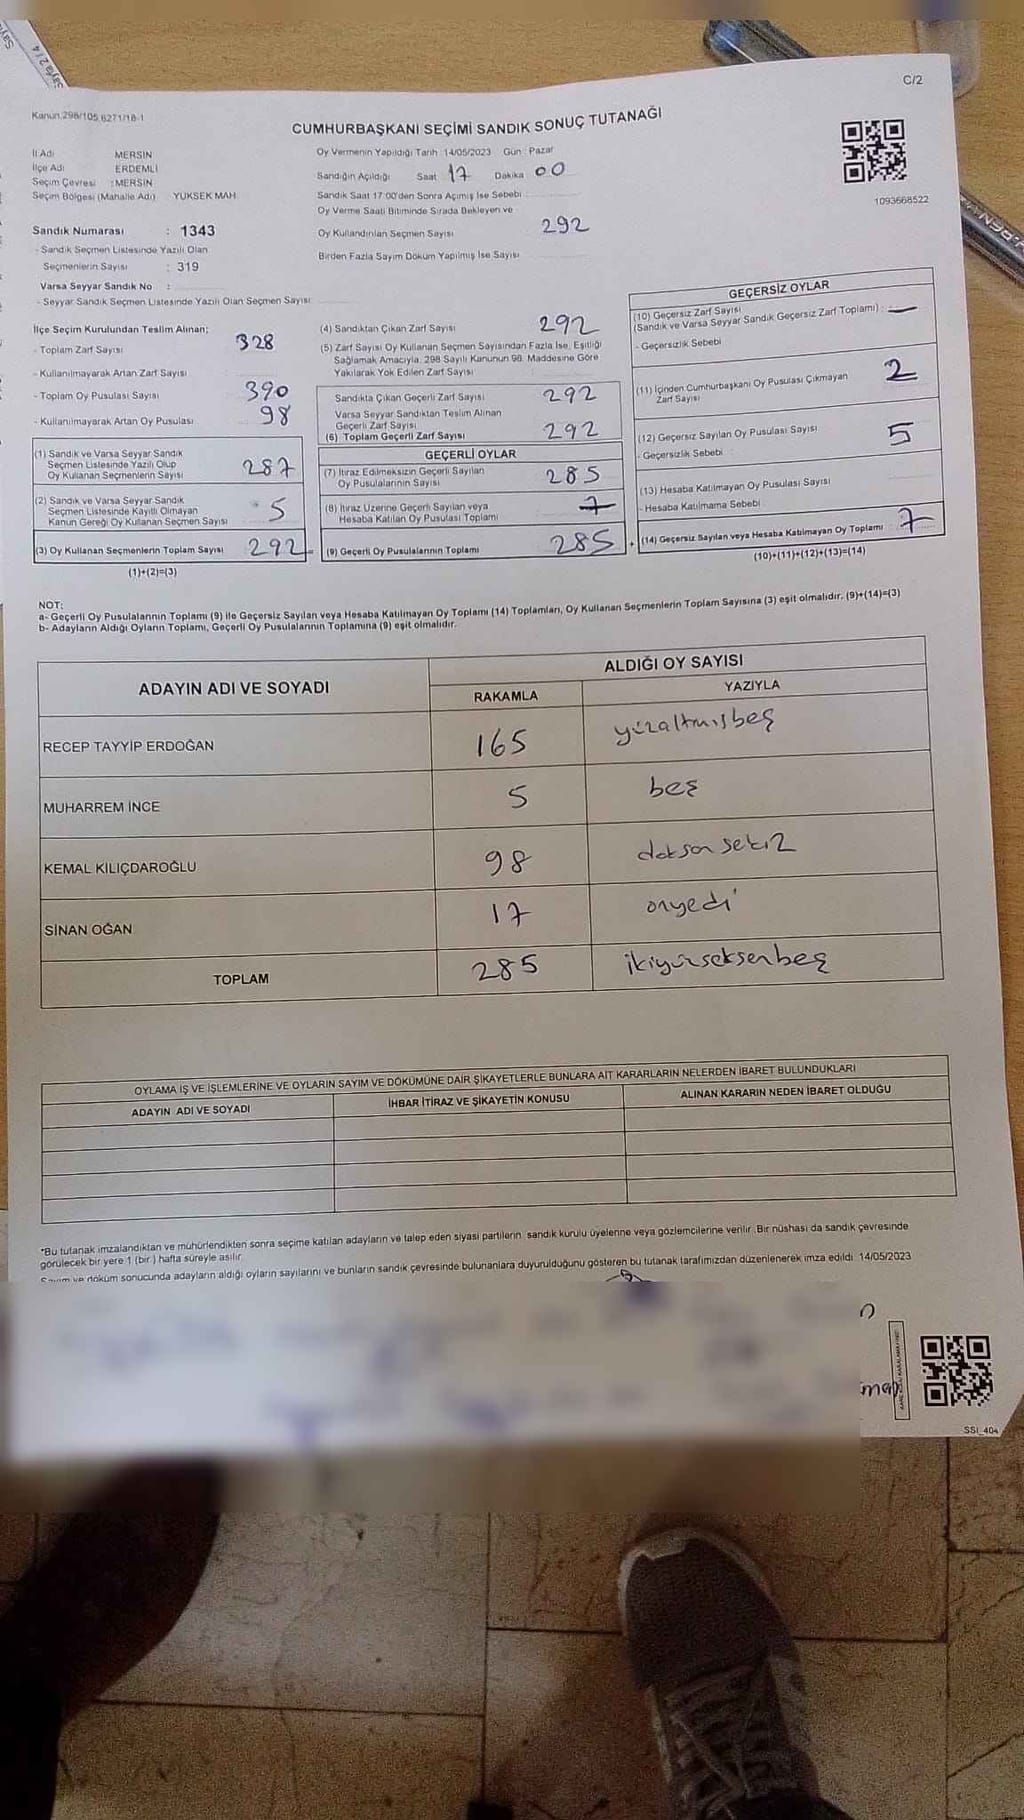 Sayfa 2 / 4
C/2
Kanun:298/105,6271/18-1
CUMHURBAŞKANI SEÇİMİ SANDIK SONUÇ TUTANAĞI
İl Adı MERSİN
İlçe Adı ERDEMLİ
Seçim Çevresi : MERSİN
Seçim Bölgesi (Mahalle Adı) YÜKSEK MAH.
Oy Vermenin Yapıldığı Tarih :14/05/2023 Gün : Pazar
Sandığın Açıldığı Saat 17 Dakika 00
Sandık Saat 17:00'den Sonra Açılmış İse Sebebi
Oy Verme Saati Bitiminde Sırada Bekleyen ve
Oy Kullandırılan Seçmen Sayısı 292
Birden Fazla Sayım Döküm Yapılmış İse Sayısı
1093668522
Sandık Numarası : 1343
- Sandık Seçmen Listesinde Yazılı Olan
Seçmenlerin Sayısı : 319
Varsa Seyyar Sandık No :
- Seyyar Sandık Seçmen Listesinde Yazılı Olan Seçmen Sayısı
İlçe Seçim Kurulundan Teslim Alınan;
- Toplam Zarf Sayısı 328
- Kullanılmayarak Artan Zarf Sayısı
- Toplam Oy Pusulası Sayısı 390
- Kullanılmayarak Artan Oy Pusulası 98
(1) Sandık ve Varsa Seyyar Sandık
Seçmen Listesinde Yazılı Olup
Oy Kullanan Seçmenlerin Sayısı 287
(2) Sandık ve Varsa Seyyar Sandık
Seçmen Listesinde Kayıtlı Olmayan
Kanun Gereği Oy Kullanan Seçmen Sayısı 5
(3) Oy Kullanan Seçmenlerin Toplam Sayısı 292
(1)+(2)=(3)
(4) Sandıktan Çıkan Zarf Sayısı 292
(5) Zarf Sayısı Oy Kullanan Seçmen Sayısından Fazla İse, Eşitliği
Sağlamak Amacıyla, 298 Sayılı Kanunun 98. Maddesine Göre
Yakılarak Yok Edilen Zarf Sayısı
Sandıkta Çıkan Geçerli Zarf Sayısı 292
Varsa Seyyar Sandıktan Teslim Alınan
Geçerli Zarf Sayısı
(6) Toplam Geçerli Zarf Sayısı 292
GEÇERLİ OYLAR
(7) İtiraz Edilmeksizin Geçerli Sayılan
Oy Pusulalarının Sayısı 285
(8) İtiraz Üzerine Geçerli Sayılan veya
Hesaba Katılan Oy Pusulası Toplamı 7
(9) Geçerli Oy Pusulalarının Toplamı 285 +
GEÇERSİZ OYLAR
(10) Geçersiz Zarf Sayısı
(Sandık ve Varsa Seyyar Sandık Geçersiz Zarf Toplamı) : —
- Geçersizlik Sebebi
(11) İçinden Cumhurbaşkanı Oy Pusulası Çıkmayan
Zarf Sayısı 2
(12) Geçersiz Sayılan Oy Pusulası Sayısı 5
- Geçersizlik Sebebi
(13) Hesaba Katılmayan Oy Pusulası Sayısı
- Hesaba Katılmama Sebebi
(14) Geçersiz Sayılan veya Hesaba Katılmayan Oy Toplamı 7
(10)+(11)+(12)+(13)=(14)
NOT:
a- Geçerli Oy Pusulalarının Toplamı (9) ile Geçersiz Sayılan veya Hesaba Katılmayan Oy Toplamı (14) Toplamları, Oy Kullanan Seçmenlerin Toplam Sayısına (3) eşit olmalıdır. (9)+(14)=(3)
b- Adayların Aldığı Oyların Toplamı, Geçerli Oy Pusulalarının Toplamına (9) eşit olmalıdır.
ADAYIN ADI VE SOYADI ALDIĞI OY SAYISI
RAKAMLA YAZIYLA
RECEP TAYYİP ERDOĞAN 165 yüzaltmışbeş
MUHARREM İNCE 5 beş
KEMAL KILIÇDAROĞLU 98 doksan sekiz
SİNAN OĞAN 17 onyedi
TOPLAM 285 ikiyüzseksenbeş
OYLAMA İŞ VE İŞLEMLERİNE VE OYLARIN SAYIM VE DÖKÜMÜNE DAİR ŞİKAYETLERLE BUNLARA AİT KARARLARIN NELERDEN İBARET BULUNDUKLARI
ADAYIN ADI VE SOYADI İHBAR İTİRAZ VE ŞİKAYETİN KONUSU ALINAN KARARIN NEDEN İBARET OLDUĞU
*Bu tutanak imzalandıktan ve mühürlendikten sonra seçime katılan adayların ve talep eden siyasi partilerin sandık kurulu üyelerine veya gözlemcilerine verilir. Bir nüshası da sandık çevresinde
görülecek bir yere 1 (bir ) hafta süreyle asılır.
Sayım ve döküm sonucunda adayların aldığı oyların sayılarını ve bunların sandık çevresinde bulunanlara duyurulduğunu gösteren bu tutanak tarafımızdan düzenlenerek imza edildi. 14/05/2023
SSI_404